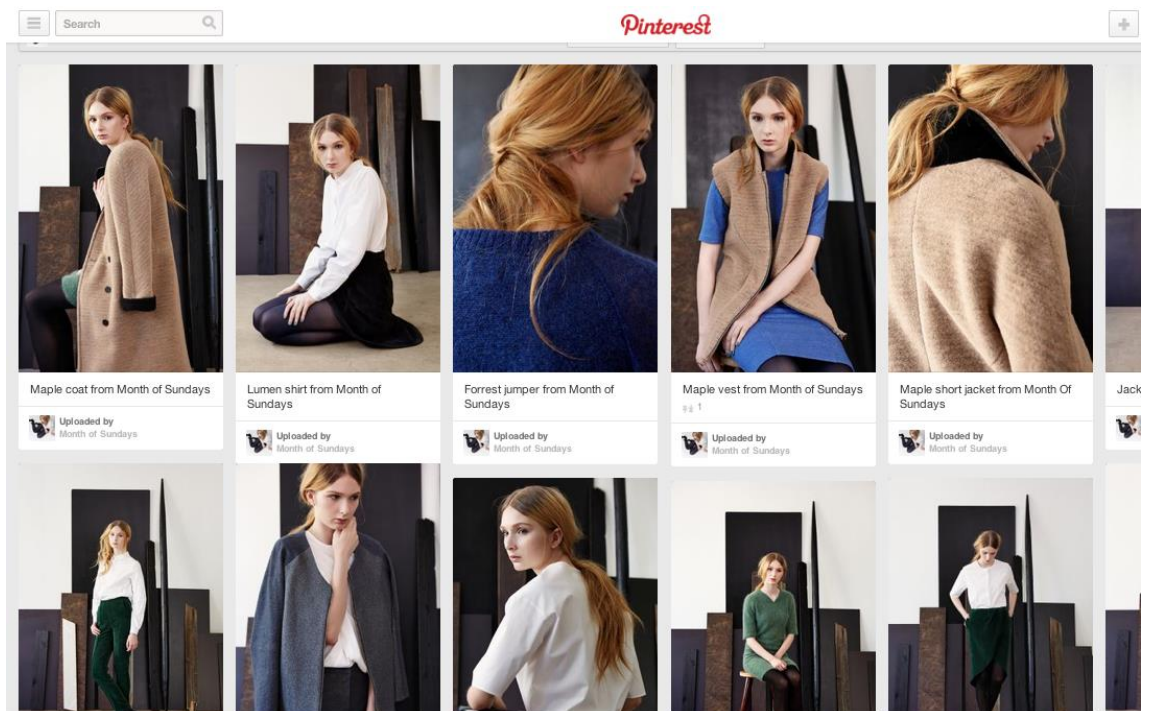 Search
Pinterest
Maple coat from Month of Sundays
Uploaded by
Month of Sundays
Lumen shirt from Month of
Sundays
Uploaded by
Month of Sundays
Forrest jumper from Month of
Sundays
Uploaded by
Month of Sundays
Maple vest from Month of Sundays
1
Uploaded by
Month of Sundays
Maple short jacket from Month Of
Sundays
Uploaded by
Month of Sundays
Jack